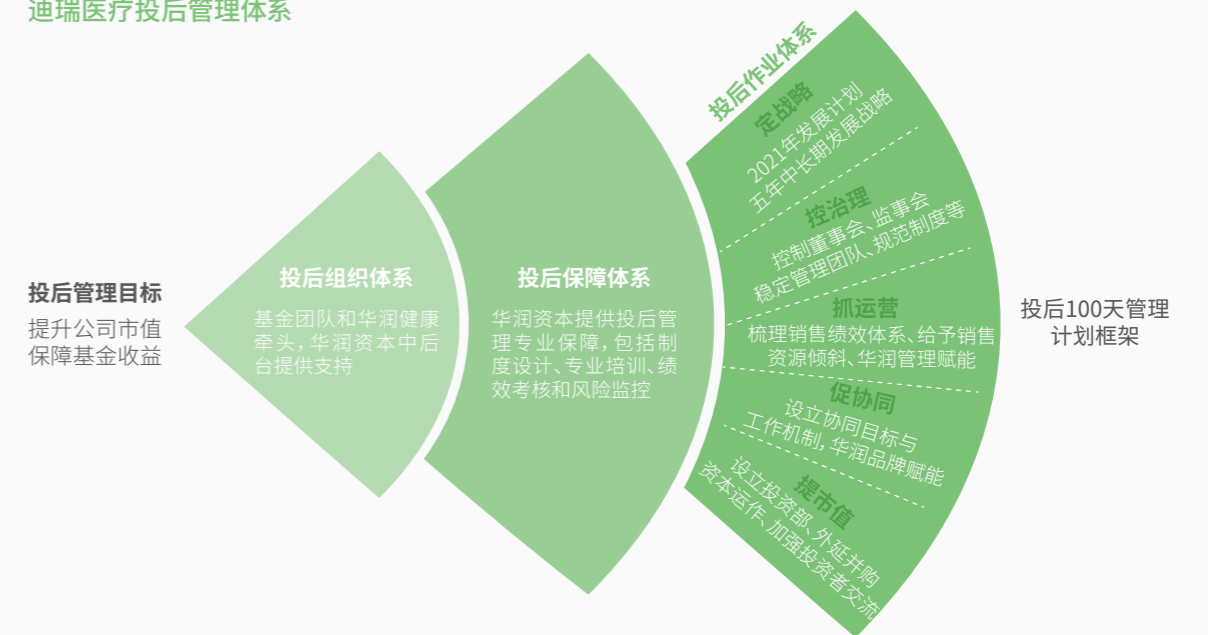 迪瑞医疗投后管理体系
投后管理目标
提升公司市值
保障基金收益
投后组织体系
基金团队和华润健康
牵头，华润资本中后
台提供支持
投后保障体系
华润资本提供投后管
理专业保障，包括制
度设计、专业培训、绩
效考核和风险监控
投后作业体系
定战略
2021年发展计划
五年中长期发展战略
控治理
控制董事会、监事会
稳定管理团队、规范制度等
抓运营
梳理销售绩效体系、给予销售
资源倾斜、华润管理赋能
促协同
设立协同目标与
工作机制，华润品牌赋能
提市值
设立投资部、外延并购
资本运作、加强投资者交流
投后100天管理
计划框架